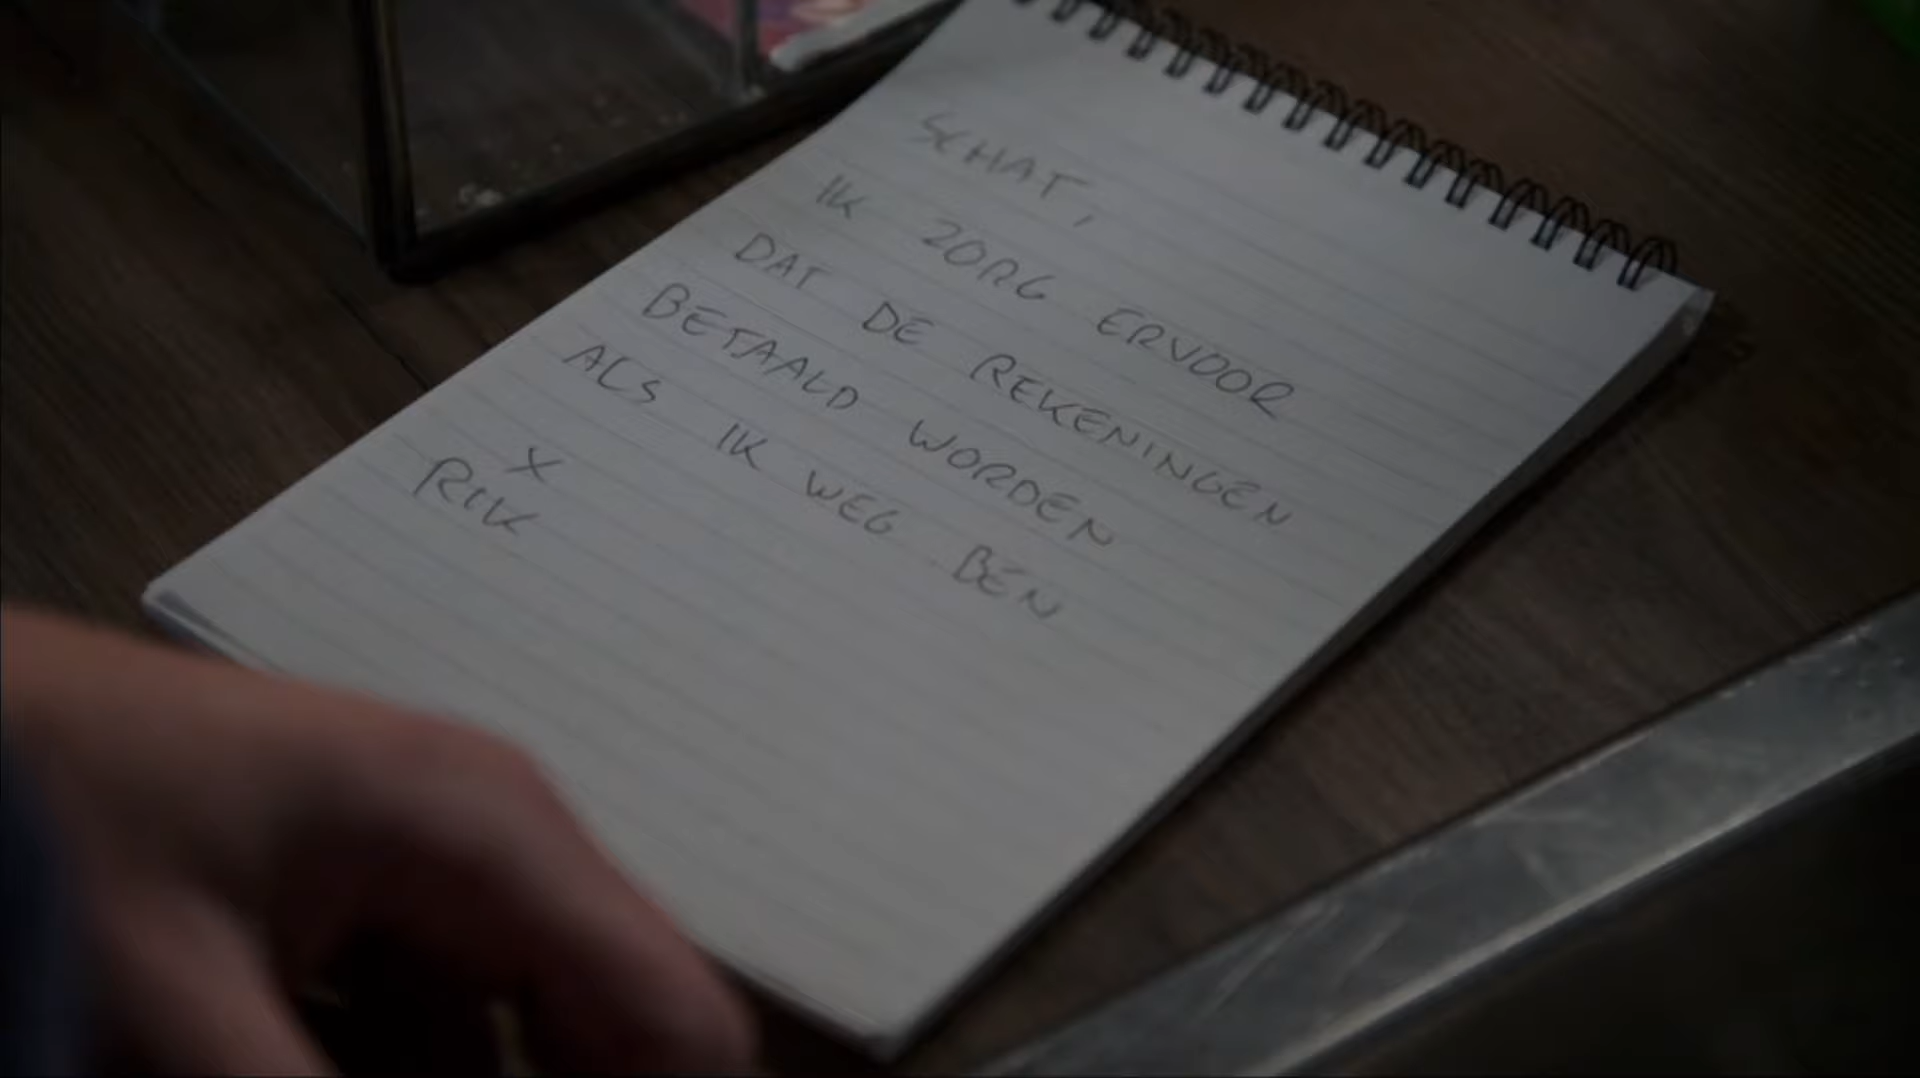 SCHAT,
IK ZORG ERVOOR
DAT DE REKENINGEN
BETAALD WORDEN
ALS IK WEG BEN
X
RIK